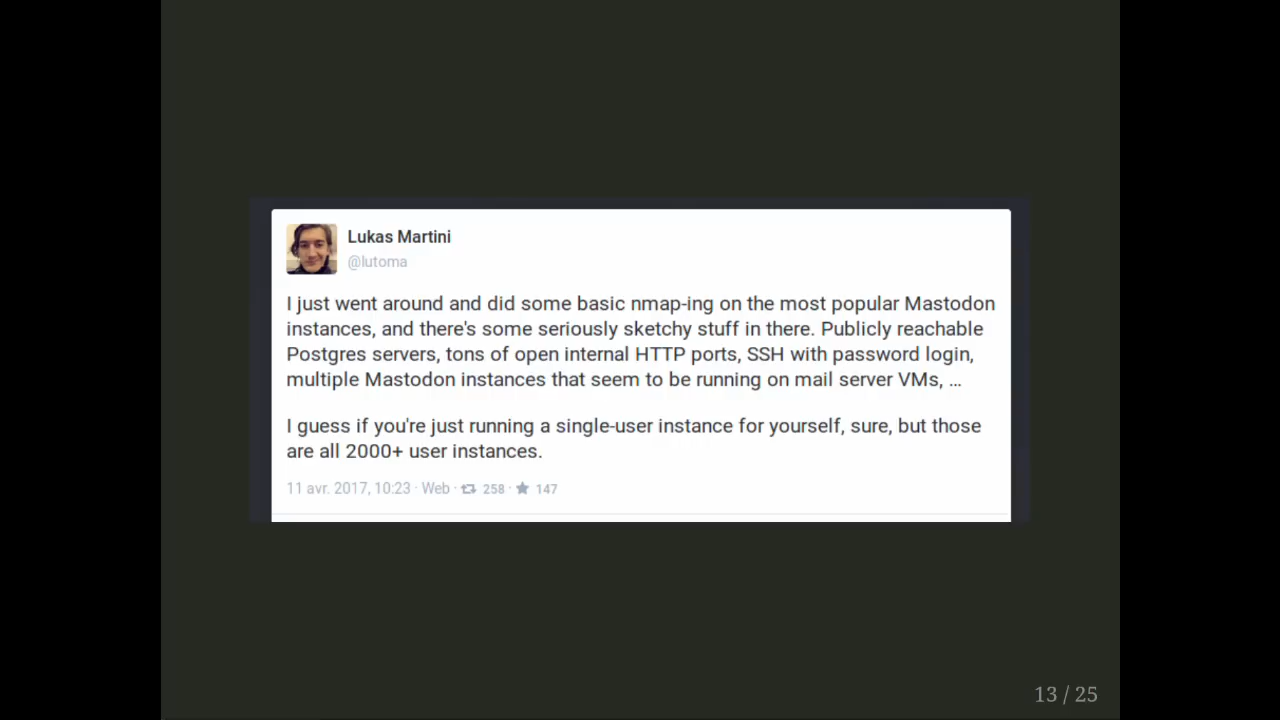 Lukas Martini
@lutoma
I just went around and did some basic nmap-ing on the most popular Mastodon
instances, and there's some seriously sketchy stuff in there. Publicly reachable
Postgres servers, tons of open internal HTTP ports, SSH with password login,
multiple Mastodon instances that seem to be running on mail server VMs, …
I guess if you're just running a single-user instance for yourself, sure, but those
are all 2000+ user instances.
11 avr. 2017, 10:23 · Web · 258 · 147
13 / 25